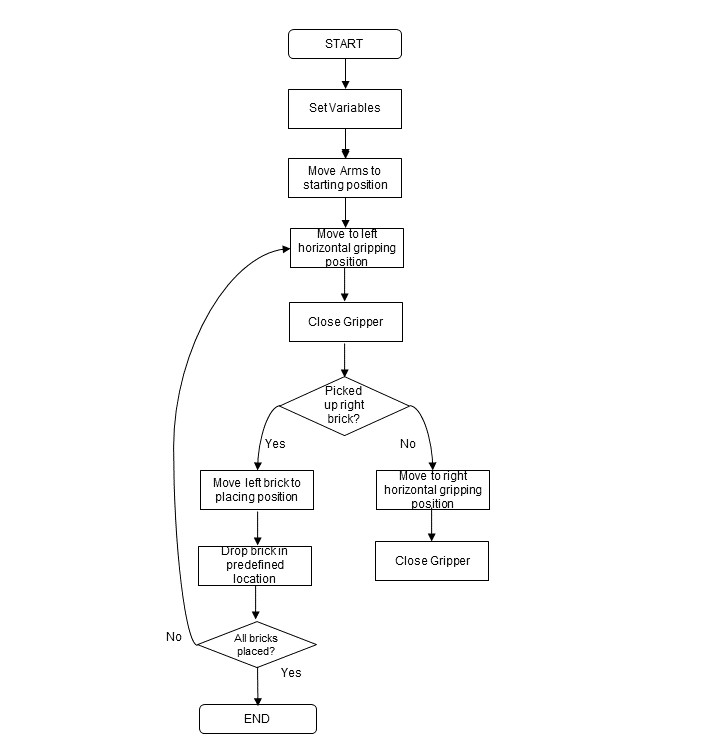 START
Set Variables
Move Arms to
starting position
Move to left
horizontal gripping
position
Close Gripper
Picked
up right
brick?
Yes
No
Move left brick to
placing position
Move to right
horizontal gripping
position
Drop brick in
predefined
location
Close Gripper
No
All bricks
placed?
Yes
END